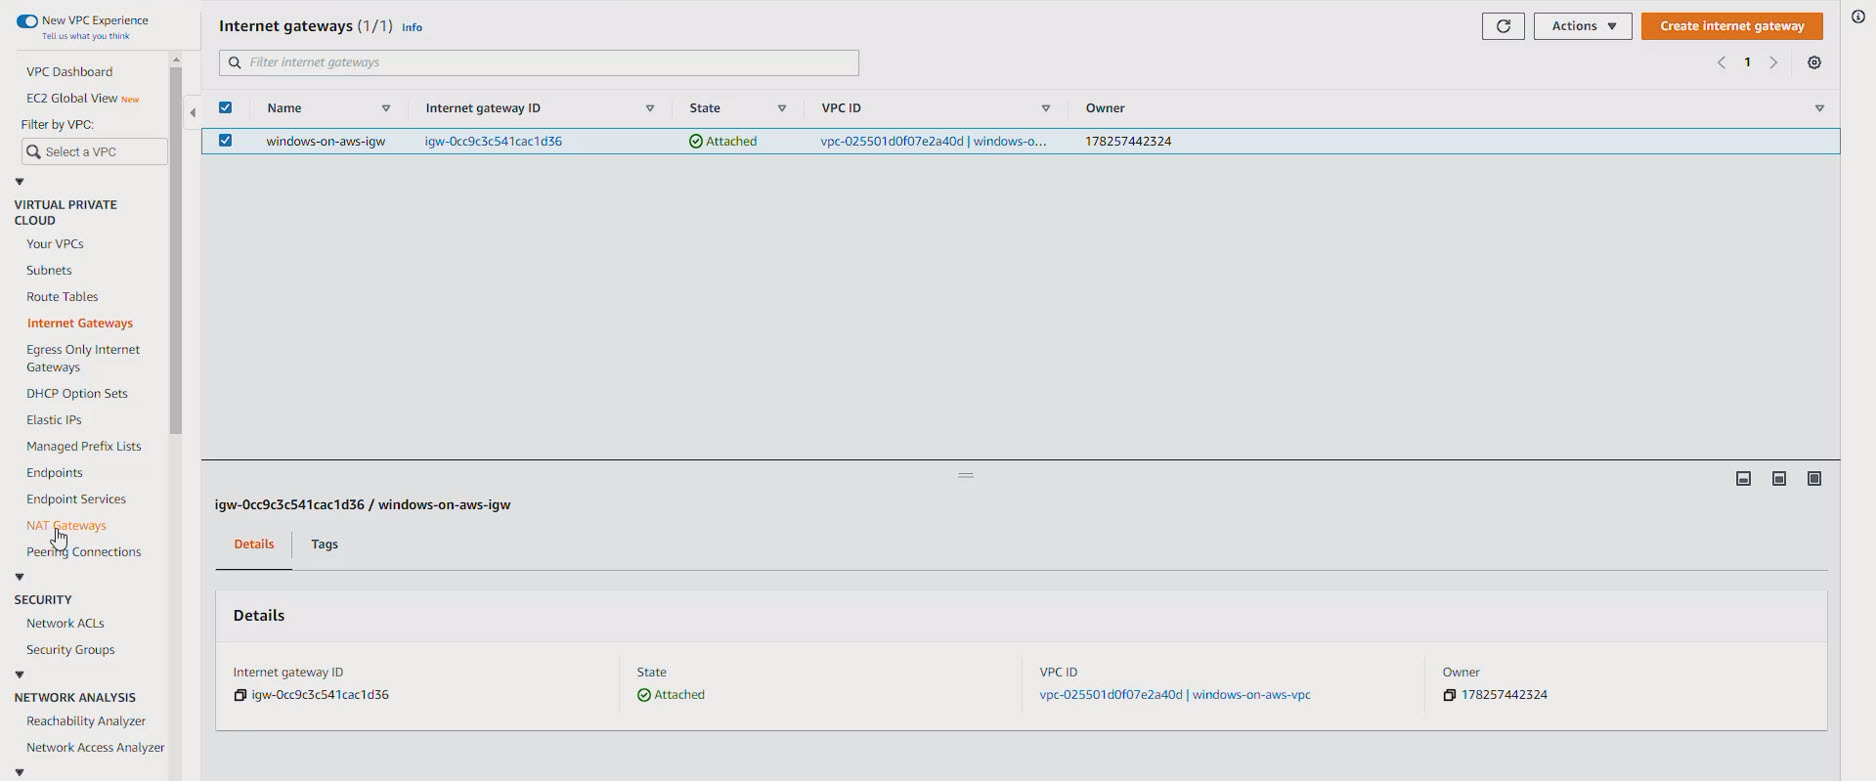 New VPC Experience
Tell us what you think
VPC Dashboard
EC2 Global View New
Filter by VPC:
Select a VPC
VIRTUAL PRIVATE
CLOUD
Your VPCs
Subnets
Route Tables
Internet Gateways
Egress Only Internet
Gateways
DHCP Option Sets
Elastic IPs
Managed Prefix Lists
Endpoints
Endpoint Services
NAT Gateways
Peering Connections
SECURITY
Network ACLs
Security Groups
NETWORK ANALYSIS
Reachability Analyzer
Network Access Analyzer
Internet gateways (1/1) Info
Actions
Create internet gateway
Filter internet gateways
1
Name Internet gateway ID State VPC ID Owner
windows-on-aws-igw igw-0cc9c3c541cac1d36 Attached vpc-025501d0f07e2a40d | windows-o... 178257442324
igw-0cc9c3c541cac1d36 / windows-on-aws-igw
Details Tags
Details
Internet gateway ID State VPC ID Owner
igw-0cc9c3c541cac1d36 Attached vpc-025501d0f07e2a40d | windows-on-aws-vpc 178257442324